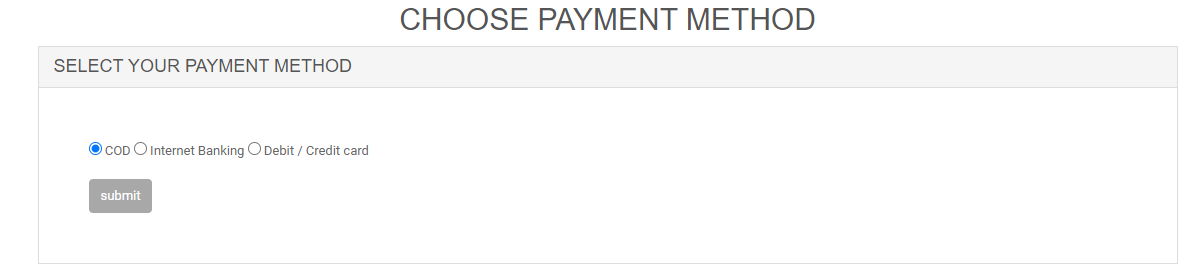 CHOOSE PAYMENT METHOD
SELECT YOUR PAYMENT METHOD
COD Internet Banking Debit / Credit card
submit